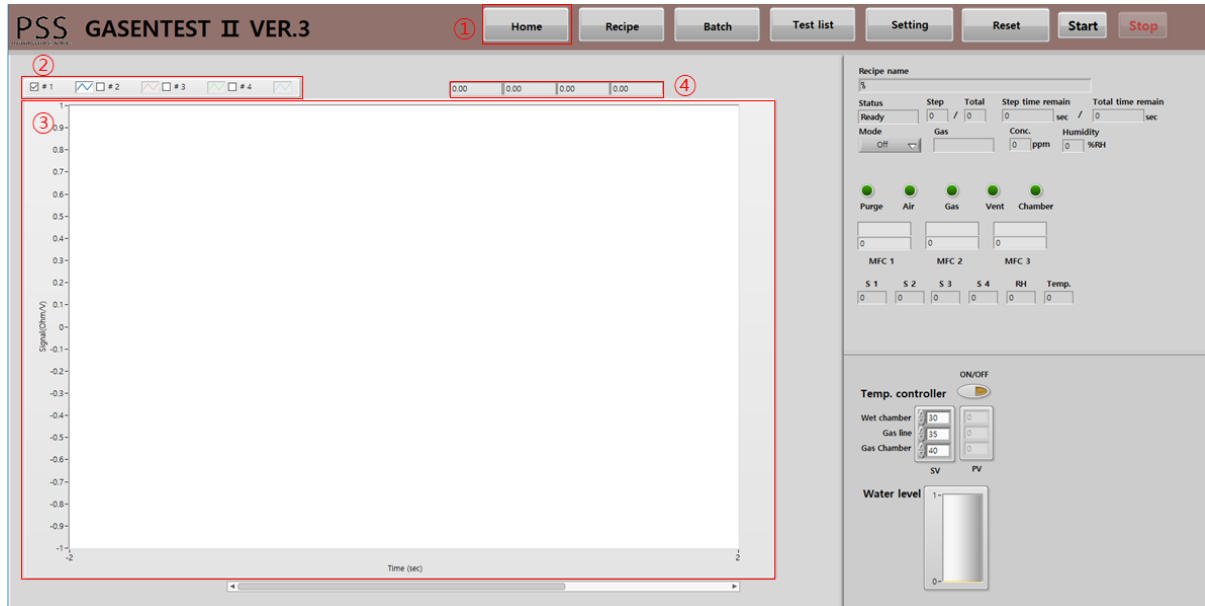 PSS GASENTEST Ⅱ VER.3
① Home Recipe Batch Test list Setting Reset Start Stop
②
#1 #2 #3 #4
0.00 0.00 0.00 0.00 ④
③
1
0.9
0.8
0.7
0.6
0.5
0.4
0.3
0.2
0.1
0
-0.1
-0.2
-0.3
-0.4
-0.5
-0.6
-0.7
-0.8
-0.9
-1
Signal(Ohm/V)
-2 2
Time (sec)
Recipe name
%
Status Step Total Step time remain Total time remain
Ready 0 / 0 0 sec / 0 sec
Mode Gas Conc. Humidity
Off 0 ppm 0 %RH
Purge Air Gas Vent Chamber
0 0 0
MFC 1 MFC 2 MFC 3
S 1 S 2 S 3 S 4 RH Temp.
0 0 0 0 0 0
ON/OFF
Temp. controller
Wet chamber 30 0
Gas line 35 0
Gas Chamber 40 0
SV PV
Water level
1
0